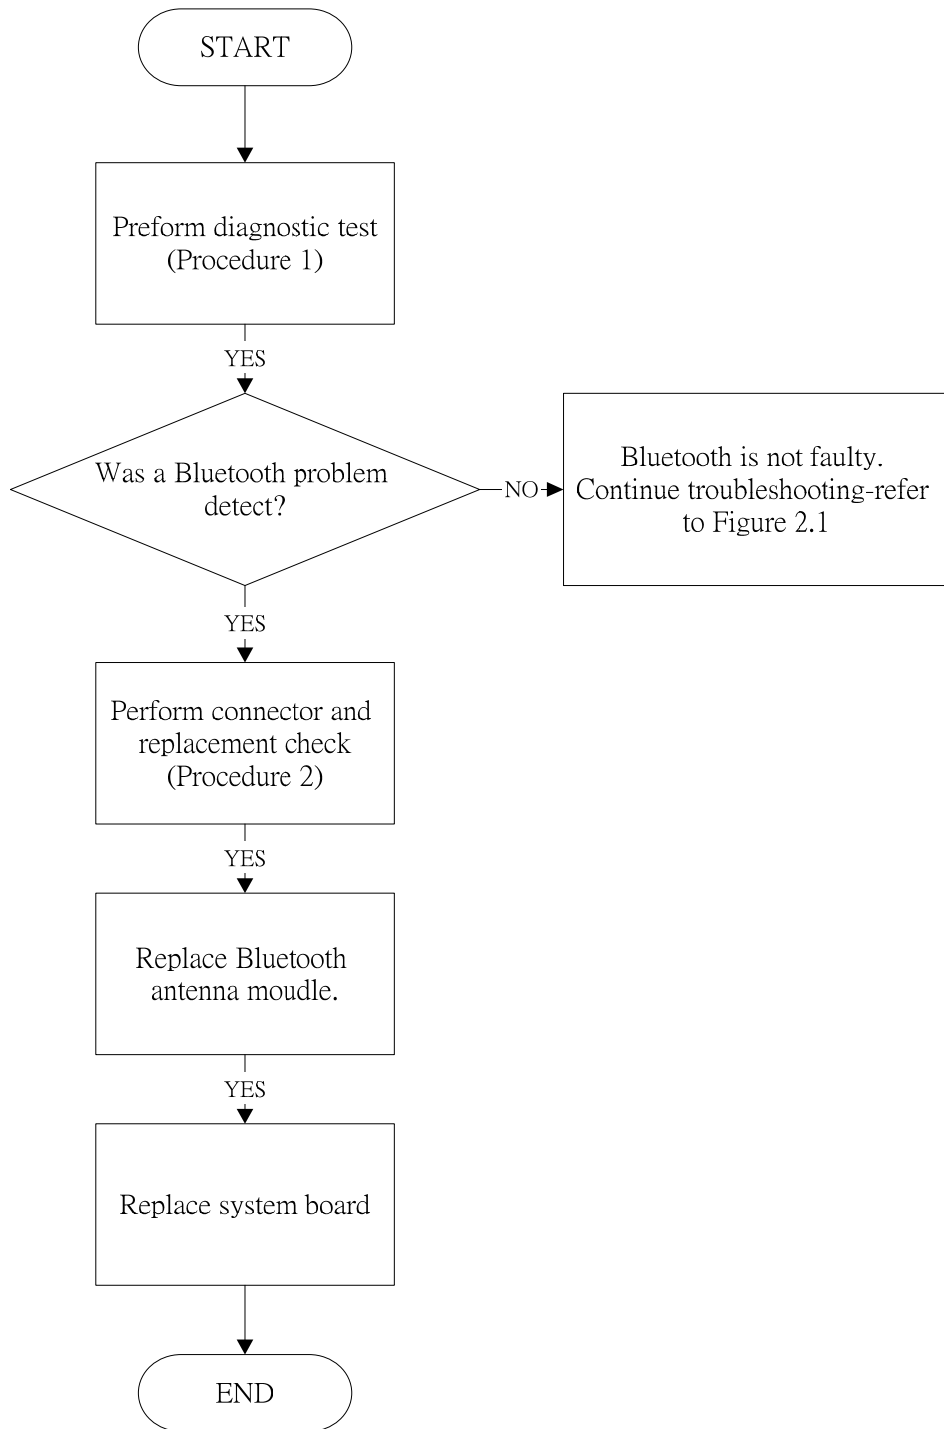 START
Preform diagnostic test
(Procedure 1)
YES
Was a Bluetooth problem
detect?
NO
Bluetooth is not faulty.
Continue troubleshooting-refer
to Figure 2.1
YES
Perform connector and
replacement check
(Procedure 2)
YES
Replace Bluetooth
antenna moudle.
YES
Replace system board
END